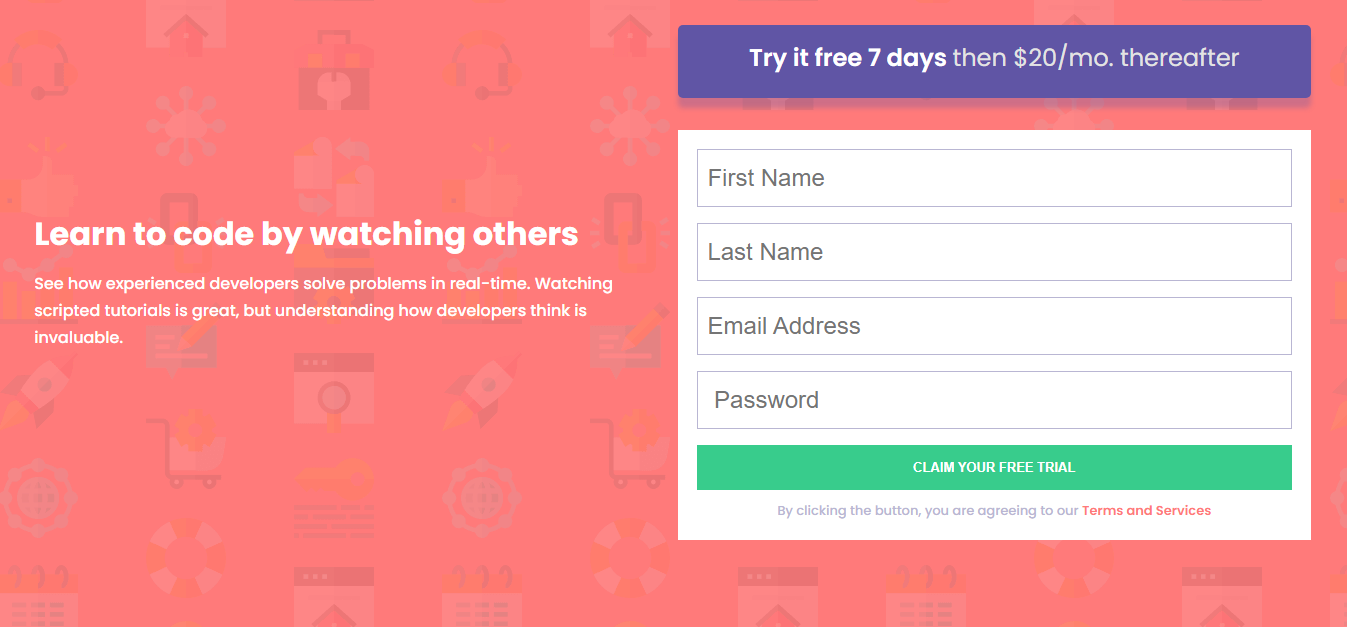 Learn to code by watching others
See how experienced developers solve problems in real-time. Watching
scripted tutorials is great, but understanding how developers think is
invaluable.
Try it free 7 days then $20/mo. thereafter
First Name
Last Name
Email Address
Password
CLAIM YOUR FREE TRIAL
By clicking the button, you are agreeing to our Terms and Services